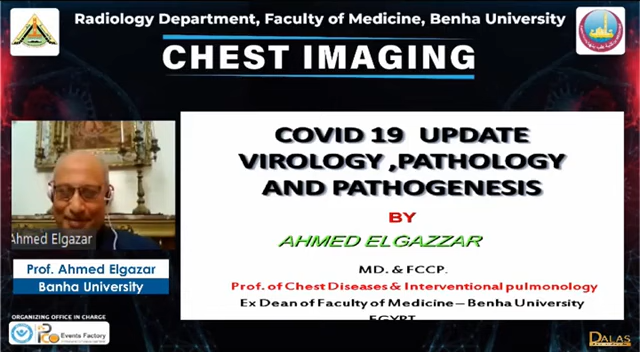 Radiology Department, Faculty of Medicine, Benha University
CHEST IMAGING
COVID 19 UPDATE
VIROLOGY ,PATHOLOGY
AND PATHOGENESIS
BY
AHMED ELGAZZAR
MD. & FCCP.
Prof. of Chest Diseases & Interventional pulmonology
Ex Dean of Faculty of Medicine – Benha University
EGYPT
Ahmed Elgazar
Prof. Ahmed Elgazar
Banha University
ORGANIZING OFFICE IN CHARGE
Events Factory
DALAS